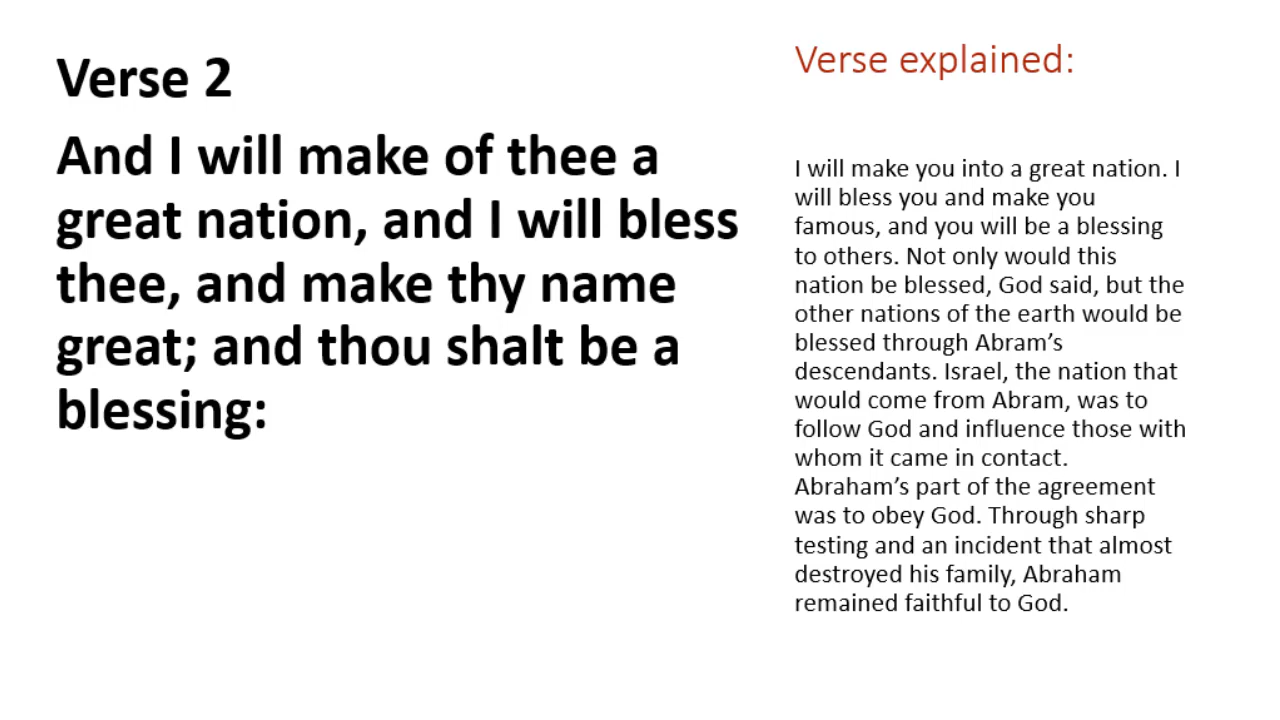 Verse 2
And I will make of thee a
great nation, and I will bless
thee, and make thy name
great; and thou shalt be a
blessing:
Verse explained:
I will make you into a great nation. I
will bless you and make you
famous, and you will be a blessing
to others. Not only would this
nation be blessed, God said, but the
other nations of the earth would be
blessed through Abram’s
descendants. Israel, the nation that
would come from Abram, was to
follow God and influence those with
whom it came in contact.
Abraham’s part of the agreement
was to obey God. Through sharp
testing and an incident that almost
destroyed his family, Abraham
remained faithful to God.